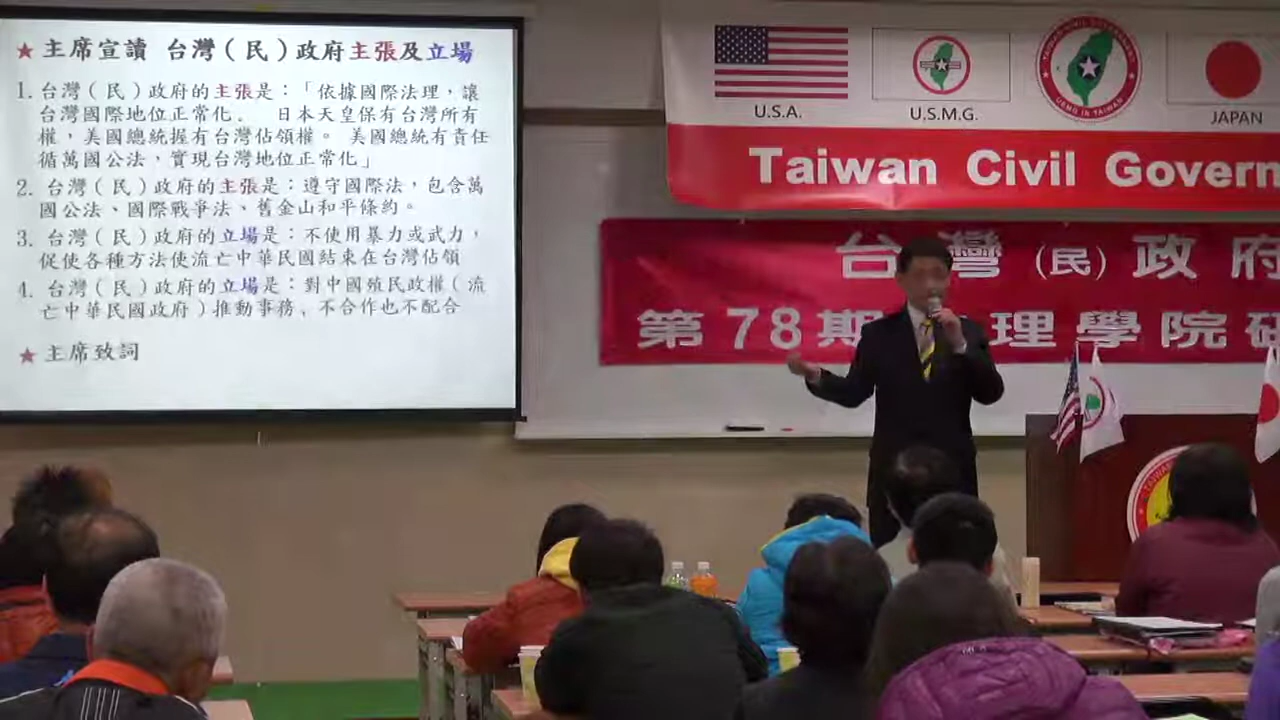 ★ 主席宣讀 台灣(民)政府主張及立場
1. 台灣(民)政府的主張是:「依據國際法理,讓
台灣國際地位正常化. 日本天皇保有台灣所有
權,美國總統握有台灣佔領權。 美國總統有責任
循萬國公法,實現台灣地位正常化」
2. 台灣(民)政府的主張是:遵守國際法,包含萬
國公法、國際戰爭法、舊金山和平條約。
3. 台灣(民)政府的立場是:不使用暴力或武力,
促使各種方法使流亡中華民國結束在台灣佔領
4. 台灣(民)政府的立場是:對中國殖民政權(流
亡中華民國政府)推動事務, 不合作也不配合
★ 主席致詞
U.S.A.
U.S.M.G.
TAIWAN CIVIL GOVERNMENT
USMG IN TAIWAN
JAPAN
Taiwan Civil Govern
台灣(民)政府
第78期 理學院研